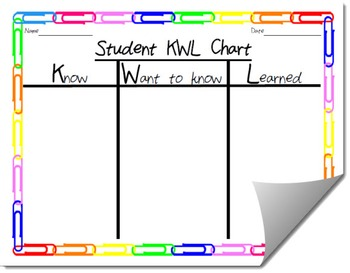 Name Date
Student KWL Chart
Know Want to know Learned